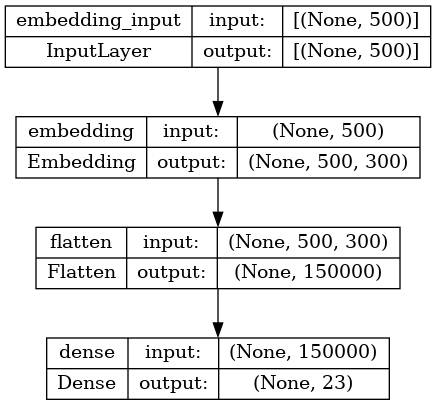 embedding_input input: [(None, 500)]
InputLayer output: [(None, 500)]
embedding input: (None, 500)
Embedding output: (None, 500, 300)
flatten input: (None, 500, 300)
Flatten output: (None, 150000)
dense input: (None, 150000)
Dense output: (None, 23)